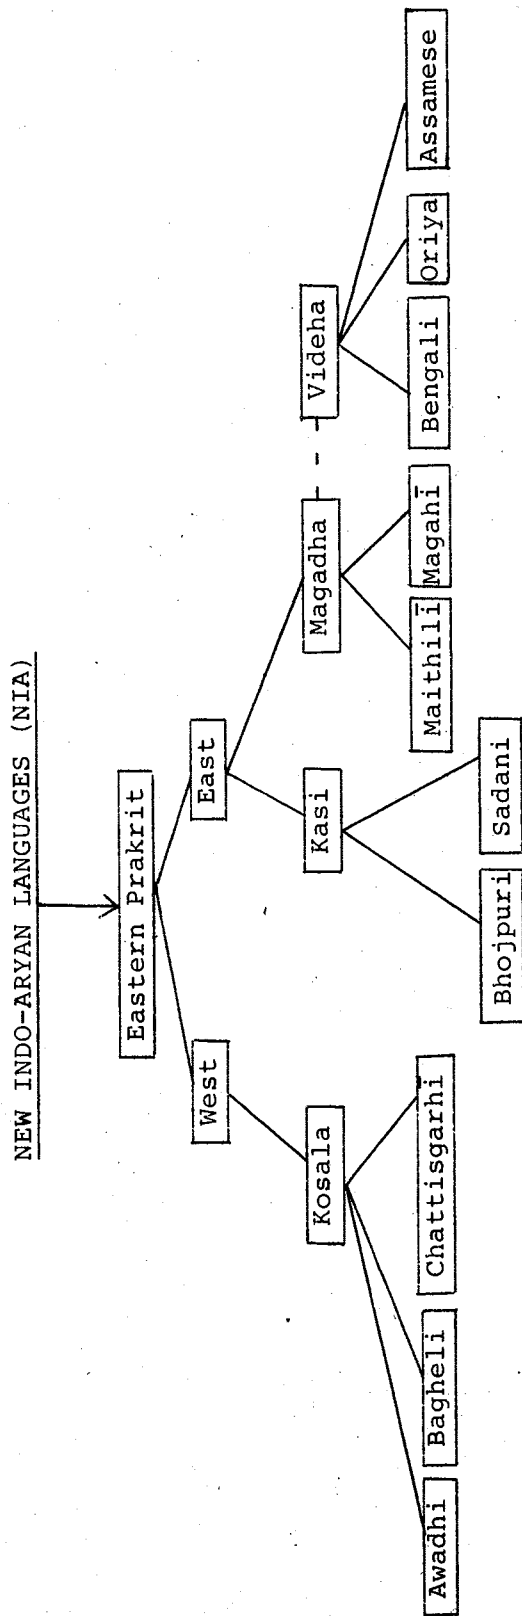 NEW INDO-ARYAN LANGUAGES (NIA)
Eastern Prakrit
West
East
Kosala
Kasi
Magadha
Videha
Awadhi
Bagheli
Chattisgarhi
Bhojpuri
Sadani
Maithilī
Magahī
Bengali
Oriya
Assamese